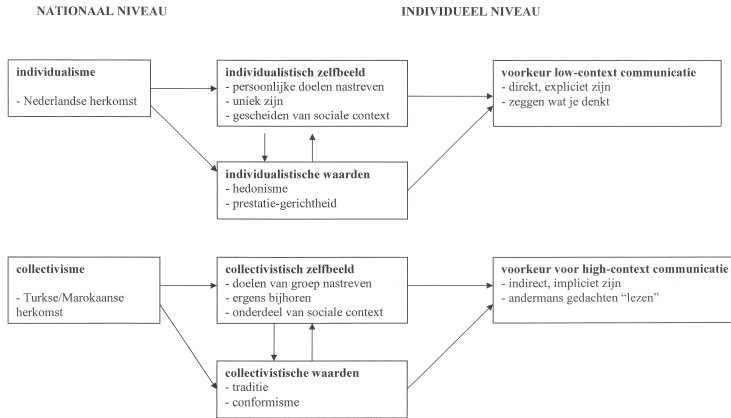 NATIONAAL NIVEAU
INDIVIDUEEL NIVEAU
individualisme
- Nederlandse herkomst
individualistisch zelfbeeld
- persoonlijke doelen nastreven
- uniek zijn
- gescheiden van sociale context
voorkeur low-context communicatie
- direct, expliciet zijn
- zeggen wat je denkt
individualistische waarden
- hedonisme
- prestatie-gerichtheid
collectivisme
- Turkse/Marokaanse
herkomst
collectivistisch zelfbeeld
- doelen van groep nastreven
- ergens bijhoren
- onderdeel van sociale context
voorkeur voor high-context communicatie
- indirect, impliciet zijn
- andermans gedachten “lezen”
collectivistische waarden
- traditie
- conformisme